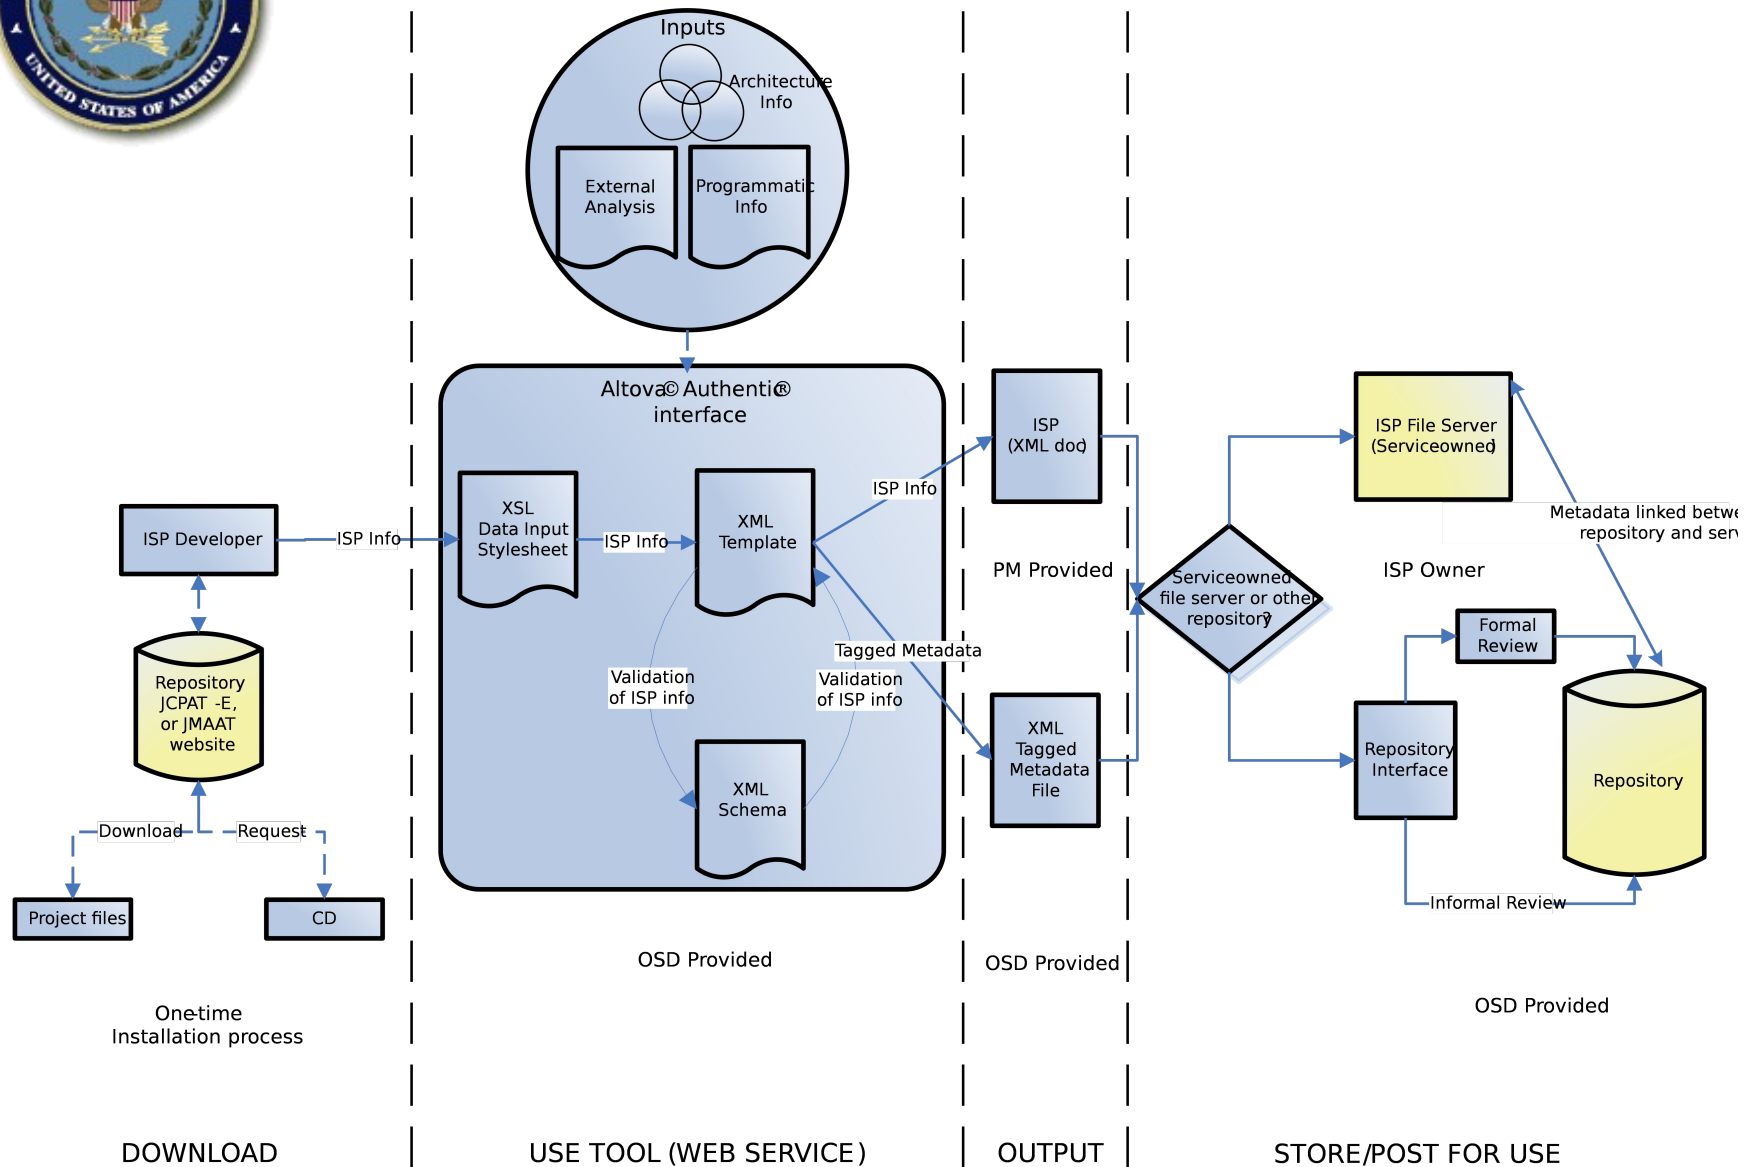 UNITED STATES OF AMERICA
Inputs
Architecture
Info
External
Analysis
Programmatic
Info
Altova© Authentic®
interface
XSL
Data Input
Stylesheet
XML
Template
XML
Schema
ISP Developer
ISP Info
ISP Info
ISP Info
Tagged Metadata
Validation
of ISP info
Validation
of ISP info
Repository
JCPAT -E,
or JMAAT
website
Download
Request
Project files
CD
One-time
Installation process
OSD Provided
ISP
(XML doc)
PM Provided
XML
Tagged
Metadata
File
OSD Provided
Serviceowned
file server or other
repository?
ISP File Server
(Serviceowned)
Metadata linked betwe
repository and serv
ISP Owner
Formal
Review
Repository
Interface
Repository
Informal Review
OSD Provided
DOWNLOAD
USE TOOL (WEB SERVICE)
OUTPUT
STORE/POST FOR USE